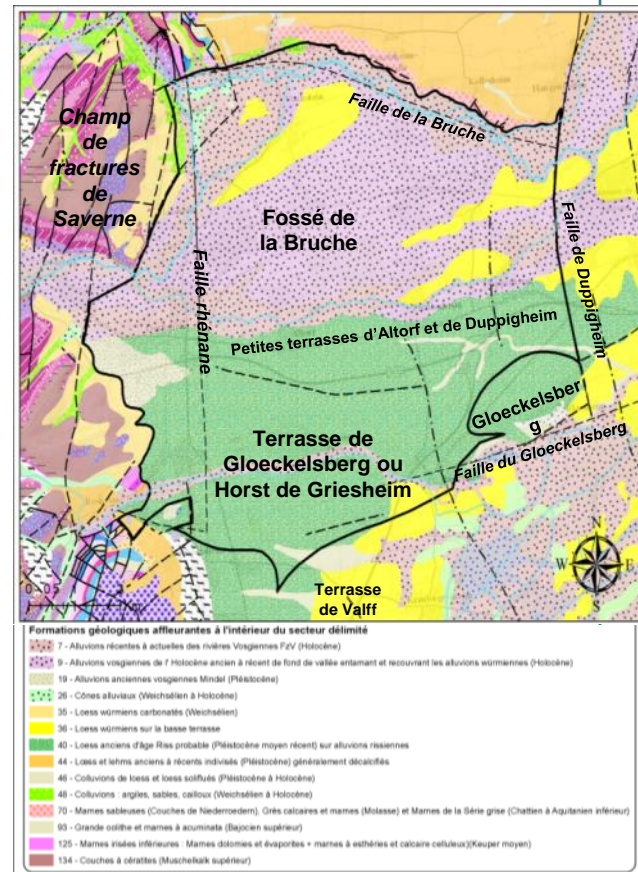 Champ
de
fractures
de
Saverne
Faille de la Bruche
Fossé de
la Bruche
Faille rhénane
Faille de Duppigheim
Petites terrasses d'Altorf et de Duppigheim
Gloeckelsber
g
Terrasse de
Gloeckelsberg ou
Horst de Griesheim
Faille du Gloeckelsberg
Terrasse
de Valff
N
W
E
S
Formations géologiques affleurantes à l'intérieur du secteur délimité
7 - Alluvions récentes à actuelles des rivières Vosgiennes FzV (Holocène)
9 - Alluvions vosgiennes de l' Holocène ancien à récent de fond de vallée entamant et recouvrant les alluvions würmiennes (Holocène)
19 - Alluvions anciennes vosgiennes Mindel (Pléistocène)
26 - Cônes alluviaux (Weichsélien à Holocène)
35 - Loess würmiens carbonatés (Weichsélien)
36 - Loess würmiens sur la basse terrasse
40 - Loess anciens d'âge Riss probable (Pléistocène moyen récent) sur alluvions rissiennes
44 - Lœss et lehms anciens à récents indivisés (Pléistocène) généralement décalcifiés
46 - Colluvions de loess et loess soliflués (Pléistocène à Holocène)
48 - Colluvions : argiles, sables, cailloux (Weichsélien à Holocène)
70 - Marnes sableuses (Couches de Niederroedern), Grès calcaires et marnes (Molasse) et Marnes de la Série grise (Chattien à Aquitanien inférieur)
93 - Grande oolithe et marnes à acuminata (Bajocien supérieur)
125 - Marnes irisées inférieures : Marnes dolomies et évaporites + marnes à esthéries et calcaire celluleux)(Keuper moyen)
134 - Couches à cératites (Muschelkalk supérieur)